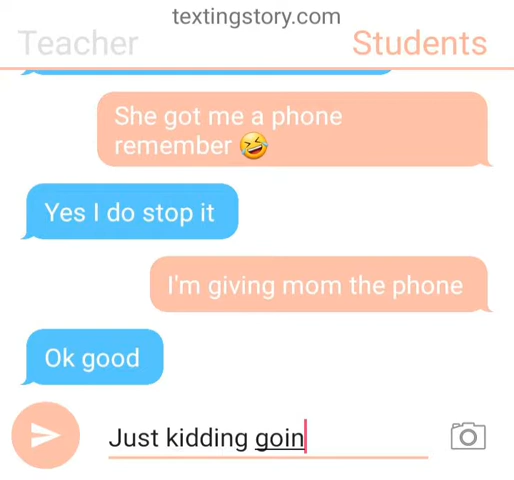 textingstory.com
Teacher
Students
She got me a phone
remember 🤣
Yes I do stop it
I'm giving mom the phone
Ok good
Just kidding goin